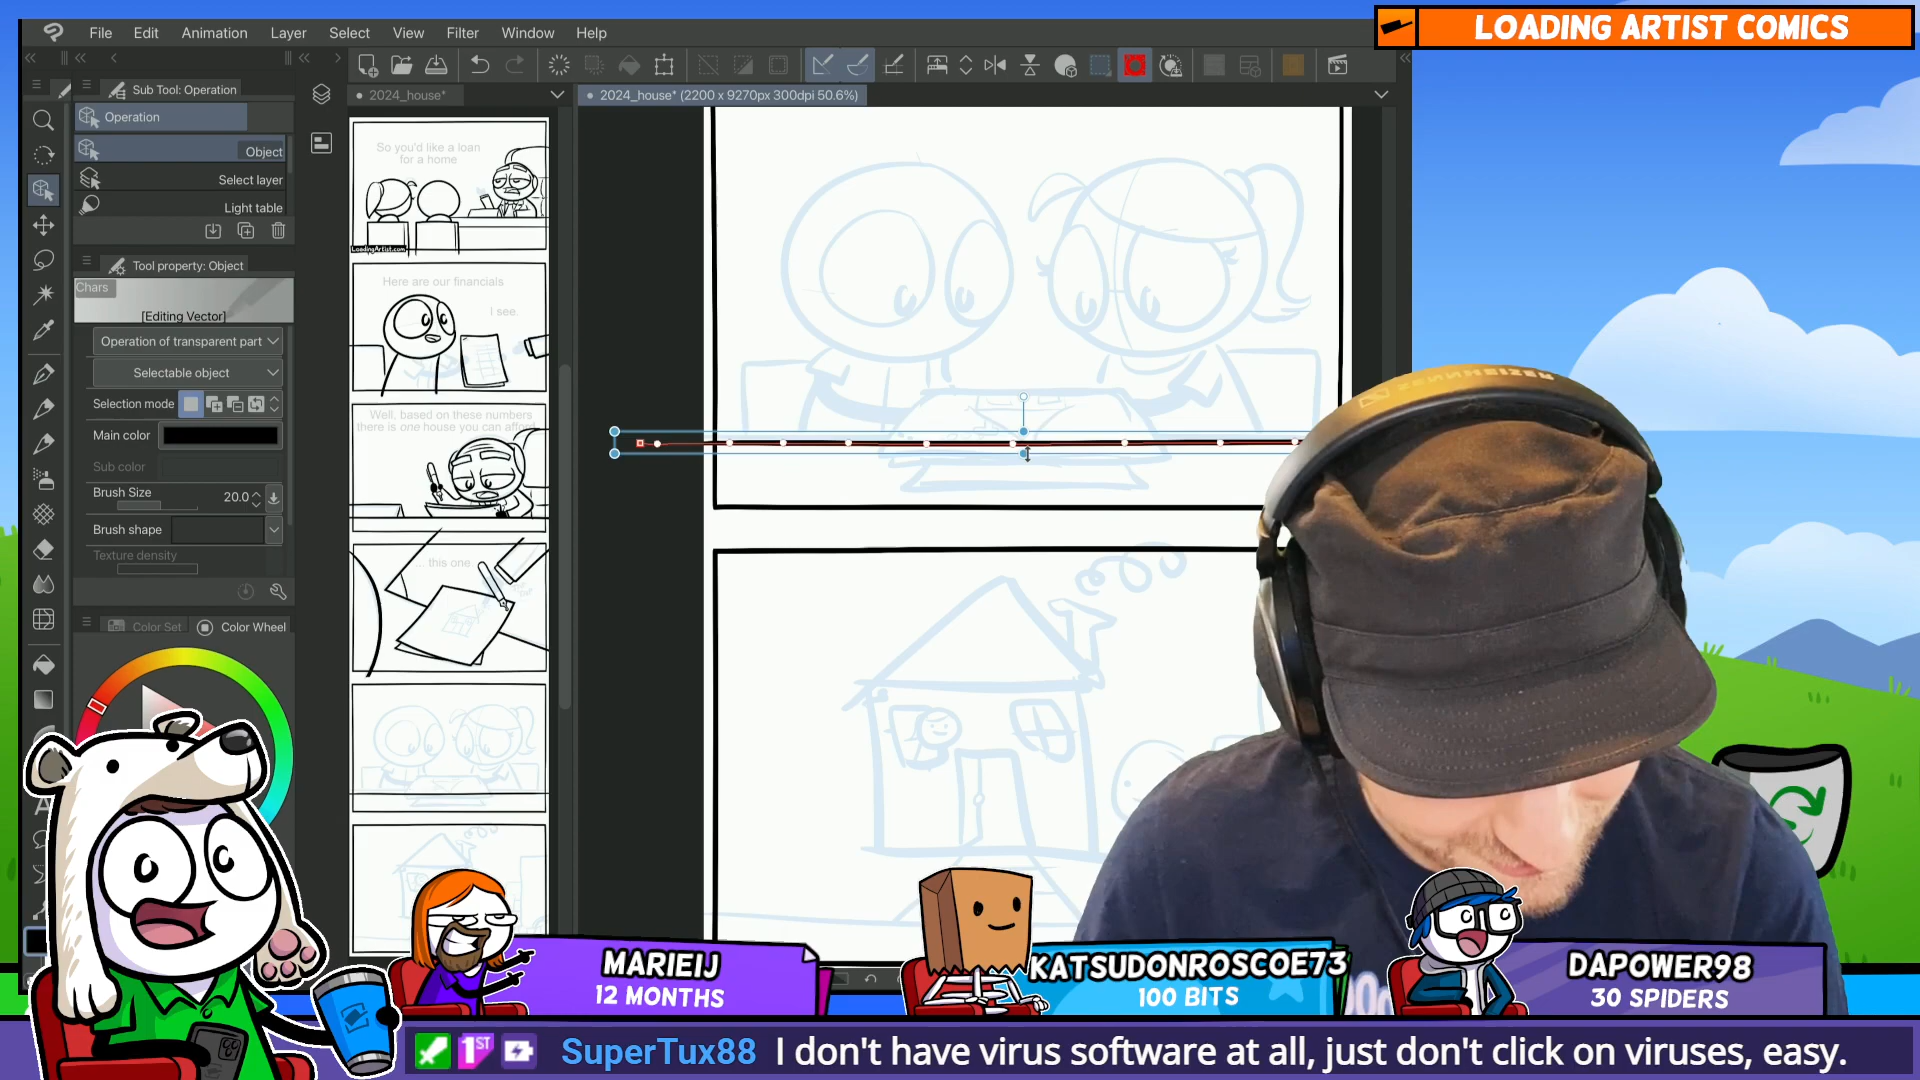 LOADING ARTIST COMICS
File Edit Animation Layer Select View Filter Window Help
Sub Tool: Operation
Operation
Object
Select layer
Light table
Tool property: Object
Chars
[Editing Vector]
Operation of transparent part
Selectable object
Selection mode
Main color
Sub color
Brush Size 20.0
Brush shape
Texture density
Color Set Color Wheel
2024_house*
2024_house* (2200 x 9270px 300dpi 50.6%)
So you'd like a loan
for a home
LoadingArtist.com
Here are our financials
I see.
Well, based on these numbers
there is one house you can afford
... this one.
SENNHEISER
MARIEIJ
12 MONTHS
KATSUDONROSCOE73
100 BITS
DAPOWER98
30 SPIDERS
1ST SuperTux88 I don't have virus software at all, just don't click on viruses, easy.